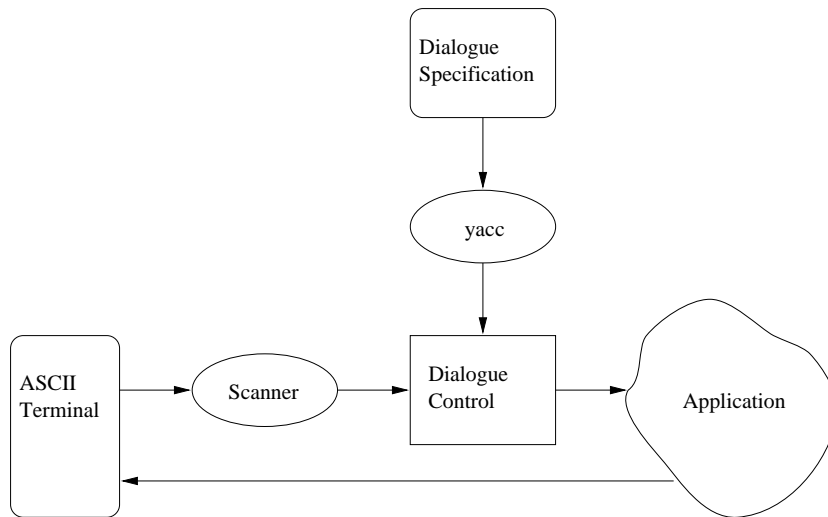 Dialogue
Specification
yacc
ASCII
Terminal
Scanner
Dialogue
Control
Application